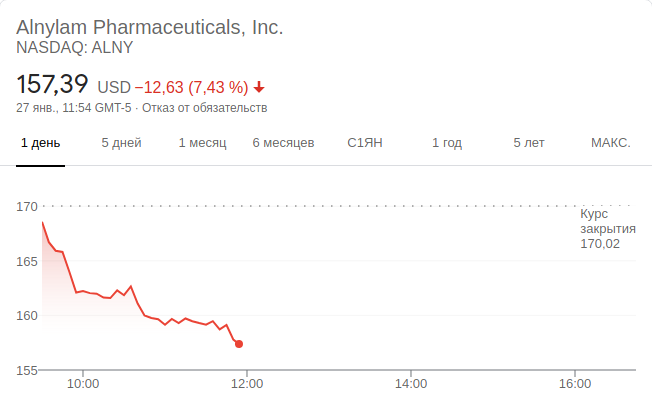 Alnylam Pharmaceuticals, Inc.
NASDAQ: ALNY
157,39 USD −12,63 (7,43 %)
27 янв., 11:54 GMT-5 · Отказ от обязательств
1 день 5 дней 1 месяц 6 месяцев С1ЯН 1 год 5 лет МАКС.
170
Курс
закрытия
170,02
165
160
155
10:00 12:00 14:00 16:00